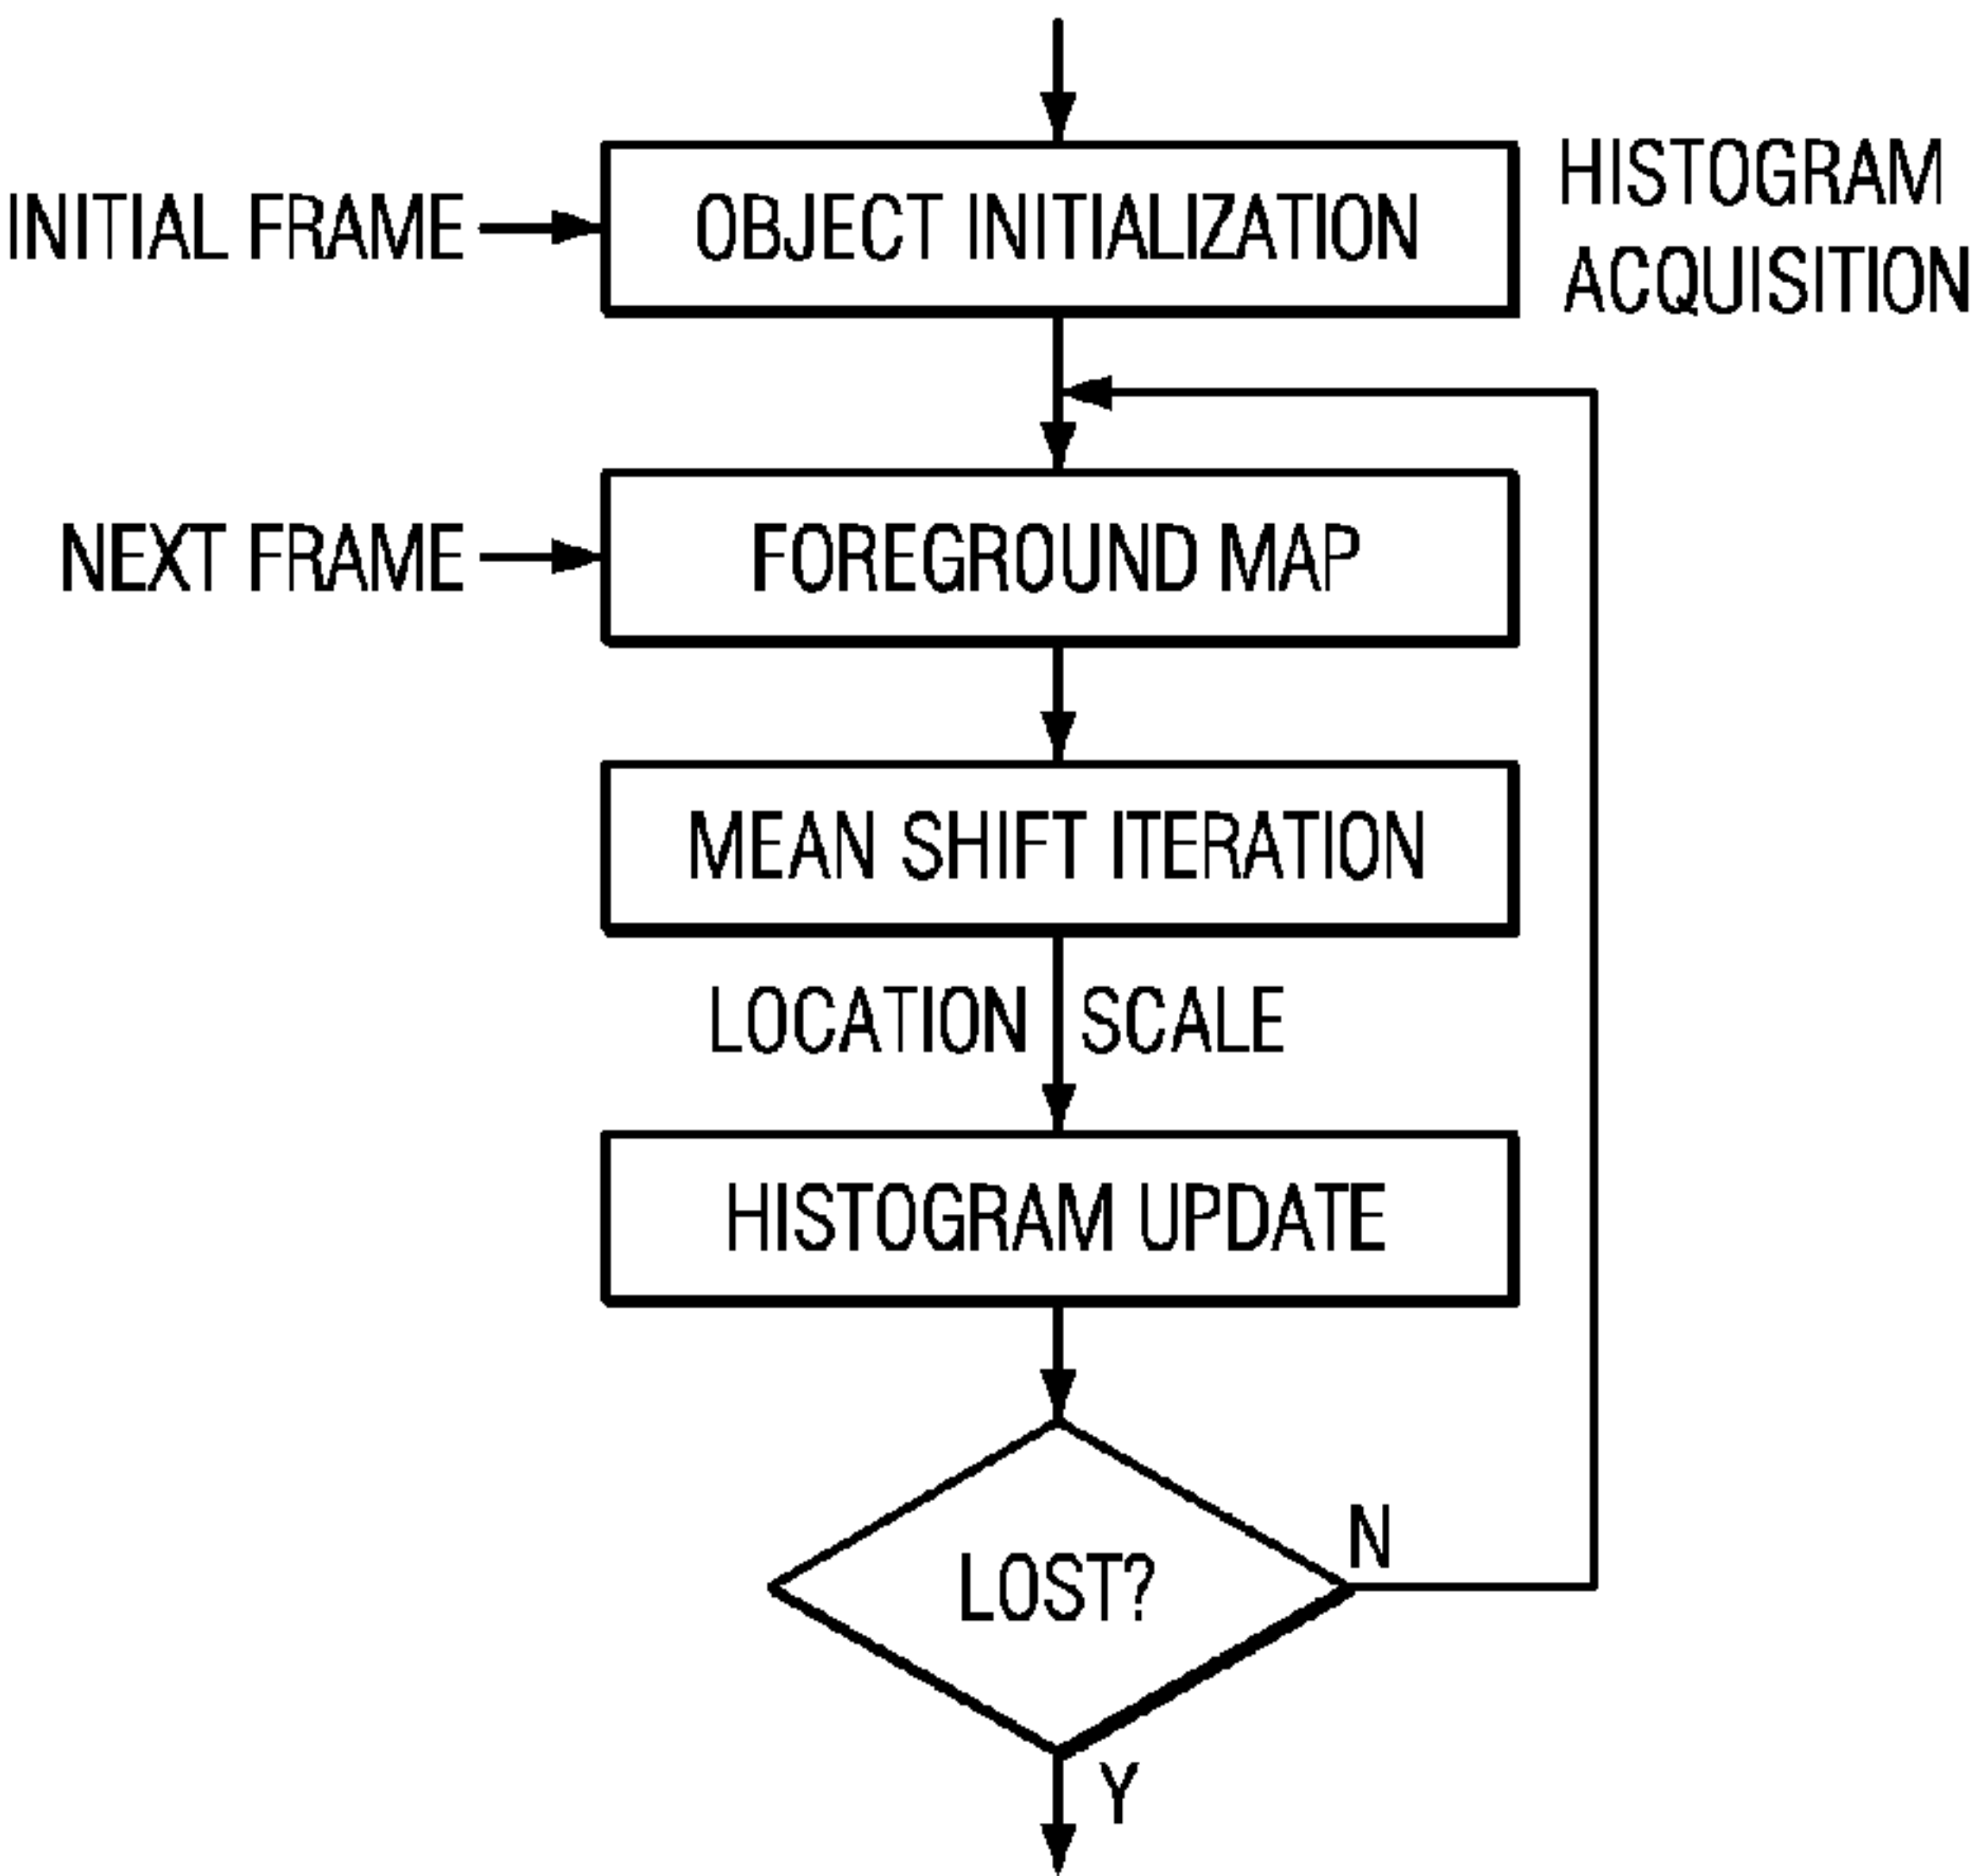 HISTOGRAM
ACQUISITION
INITIAL FRAME
OBJECT INITIALIZATION
NEXT FRAME
FOREGROUND MAP
MEAN SHIFT ITERATION
LOCATION SCALE
HISTOGRAM UPDATE
N
LOST?
Y